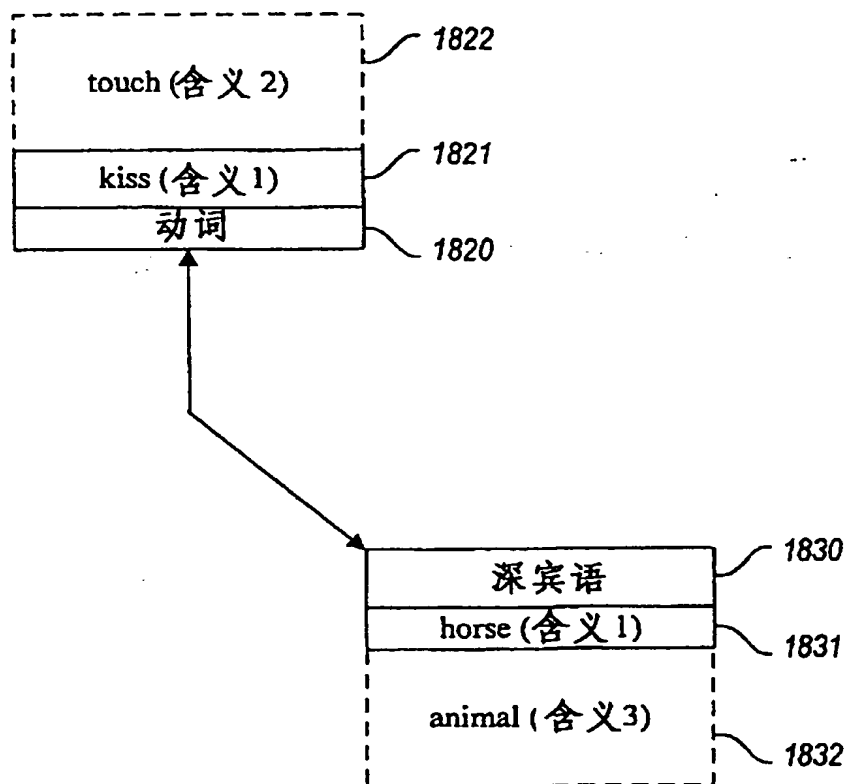 1822
touch (含义2)
1821
kiss (含义1)
动词
1820
1830
深宾语
horse (含义1)
1831
animal (含义3)
1832